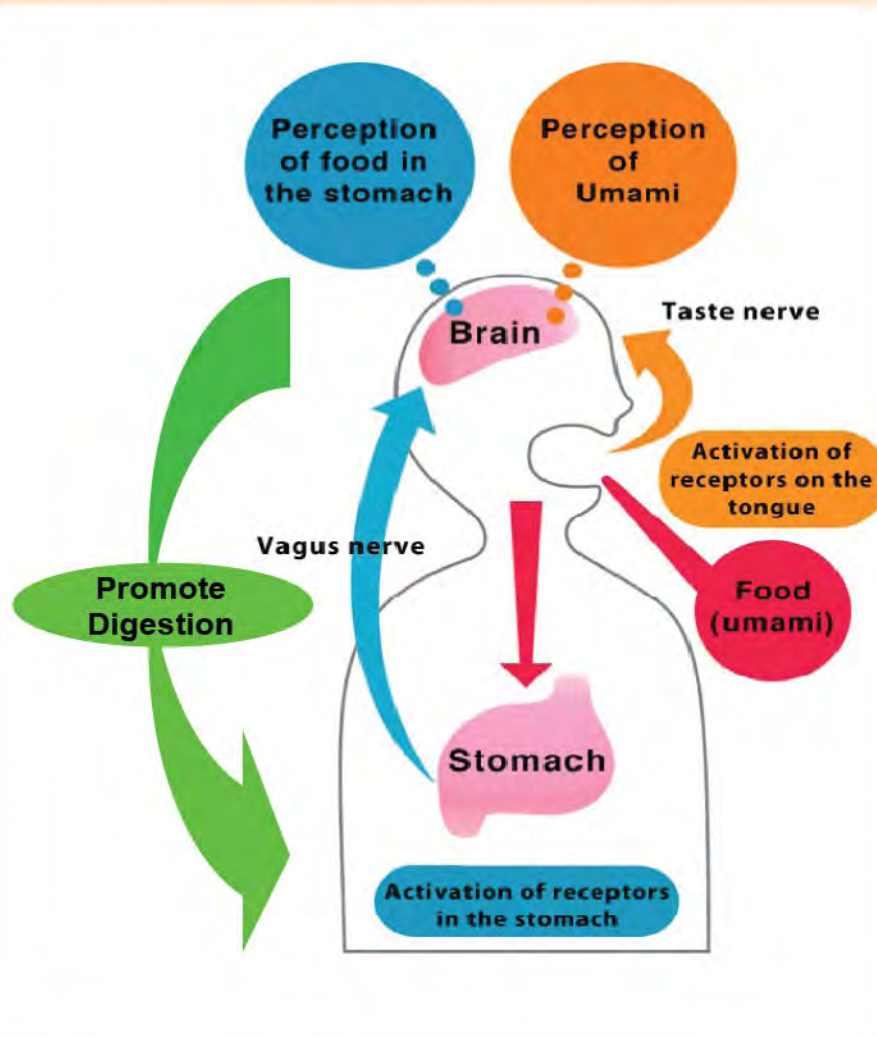 Perception
of food in
the stomach
Perception
of
Umami
Brain
Taste nerve
Activation of
receptors on the
tongue
Vagus nerve
Promote
Digestion
Food
(umami)
Stomach
Activation of receptors
in the stomach